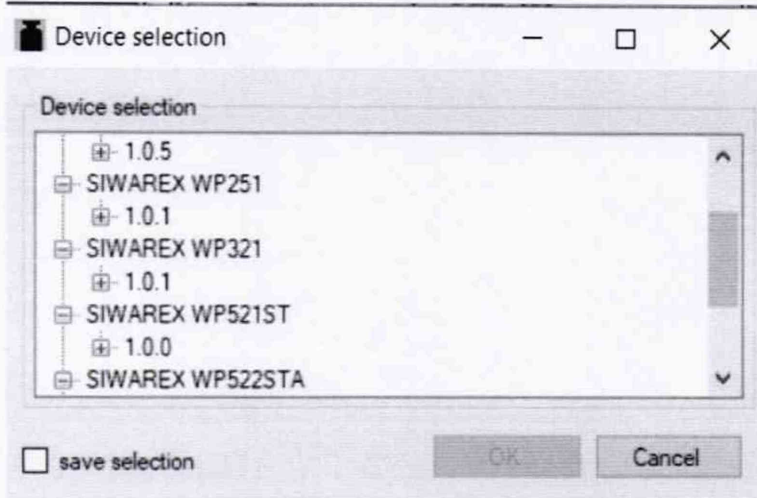 Device selection
Device selection
1.0.5
SIWAREX WP251
1.0.1
SIWAREX WP321
1.0.1
SIWAREX WP521ST
1.0.0
SIWAREX WP522STA
save selection
OK
Cancel